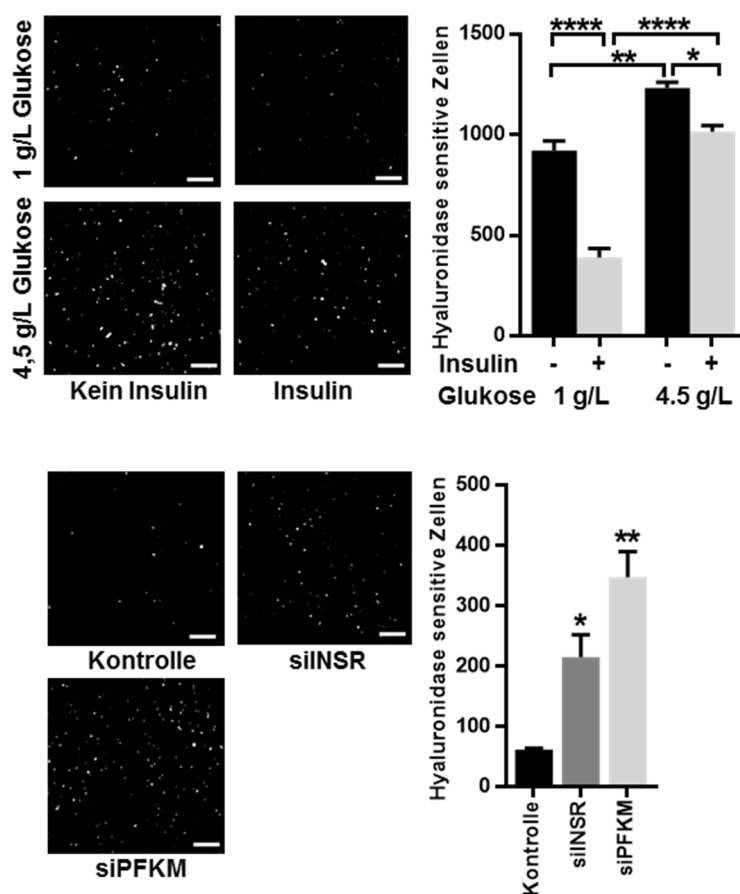 1 g/L Glukose
4,5 g/L Glukose
Kein Insulin
Insulin
Hyaluronidase sensitive Zellen
1500
1000
500
0
**** ****
** *
Insulin - + - +
Glukose 1 g/L 4.5 g/L
Kontrolle
siINSR
siPFKM
Hyaluronidase sensitive Zellen
500
400
300
200
100
0
*
**
Kontrolle
siINSR
siPFKM